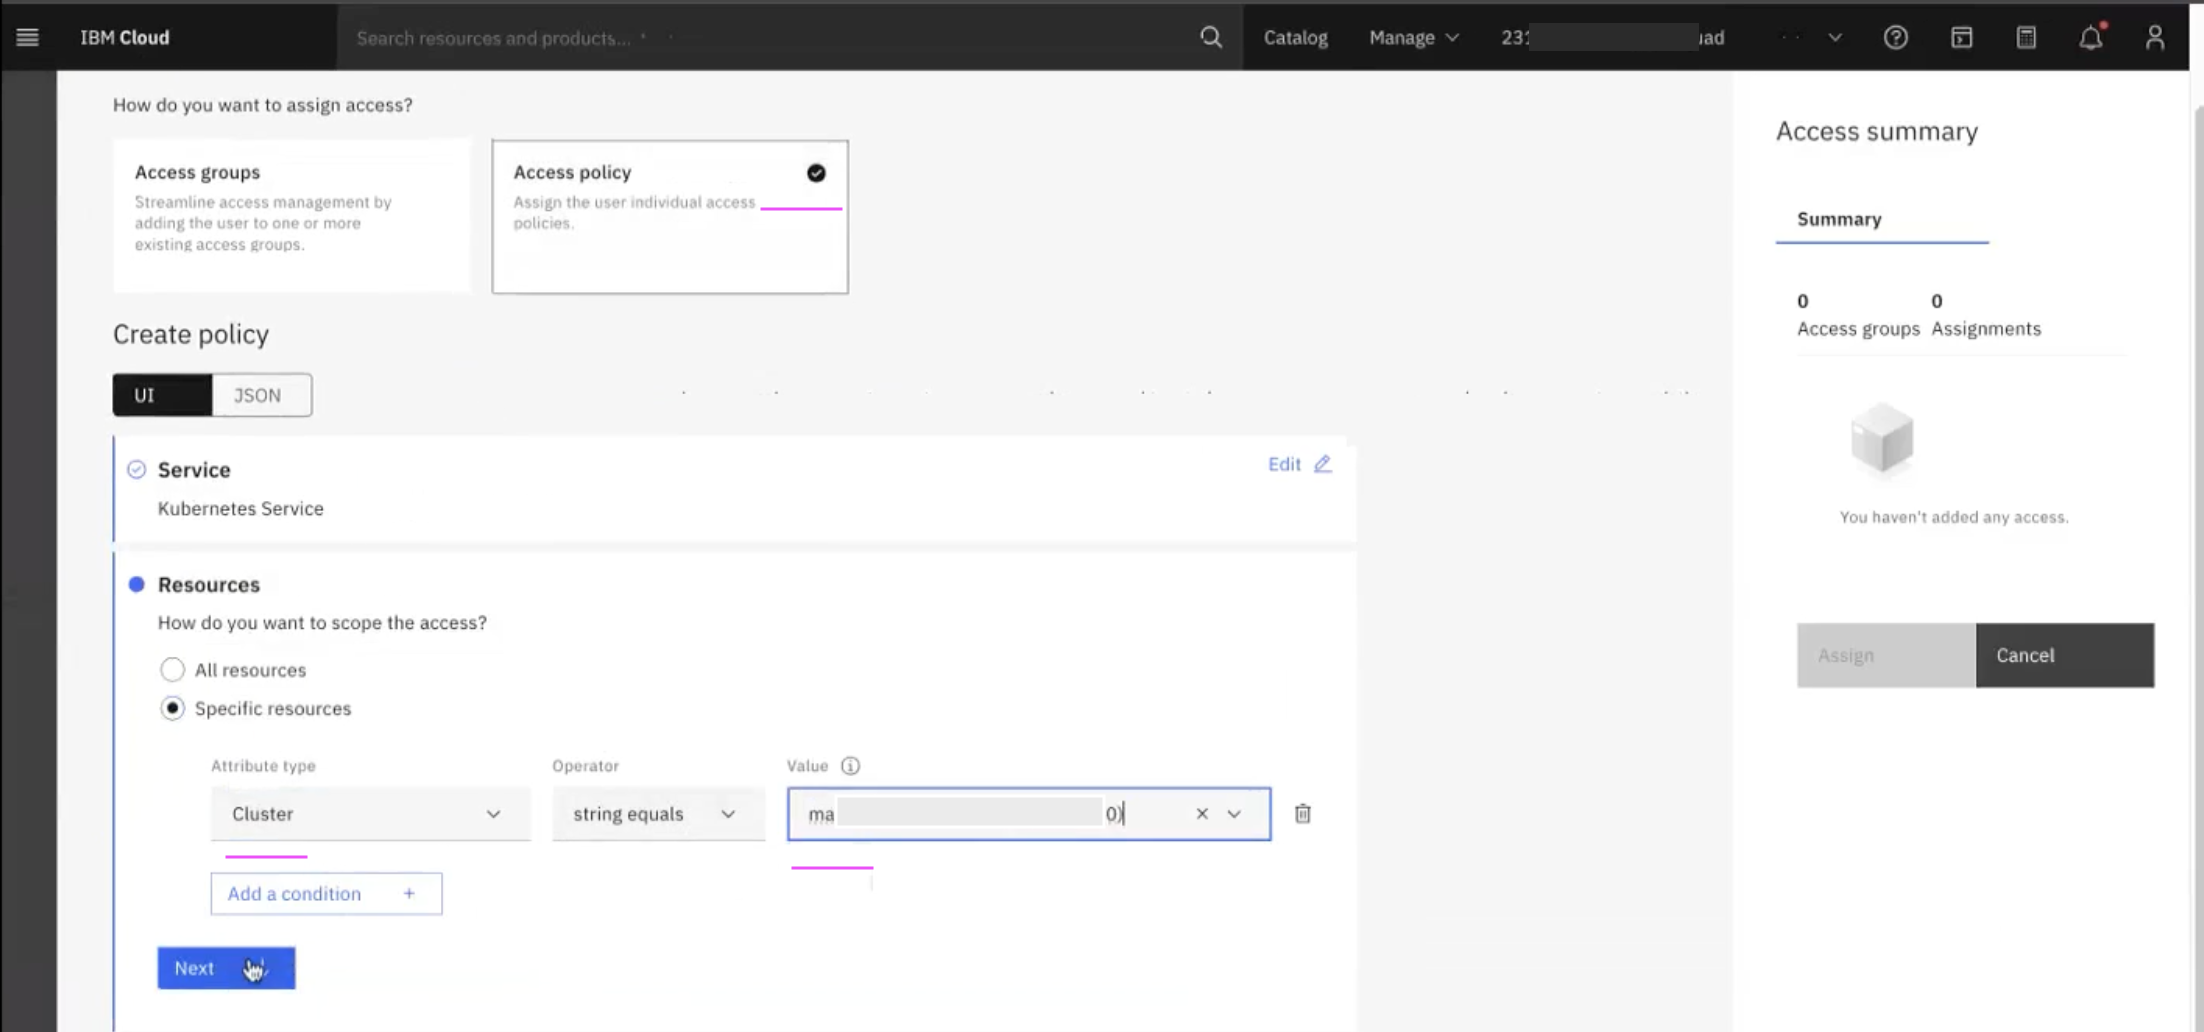 IBM Cloud
Search resources and products...
Catalog
Manage
231
uad
How do you want to assign access?
Access groups
Streamline access management by
adding the user to one or more
existing access groups.
Access policy
Assign the user individual access
policies.
Create policy
UI
JSON
Service
Edit
Kubernetes Service
Resources
How do you want to scope the access?
All resources
Specific resources
Attribute type
Operator
Value
Cluster
string equals
ma
0)
Add a condition +
Next
Access summary
Summary
0
Access groups
0
Assignments
You haven't added any access.
Assign
Cancel